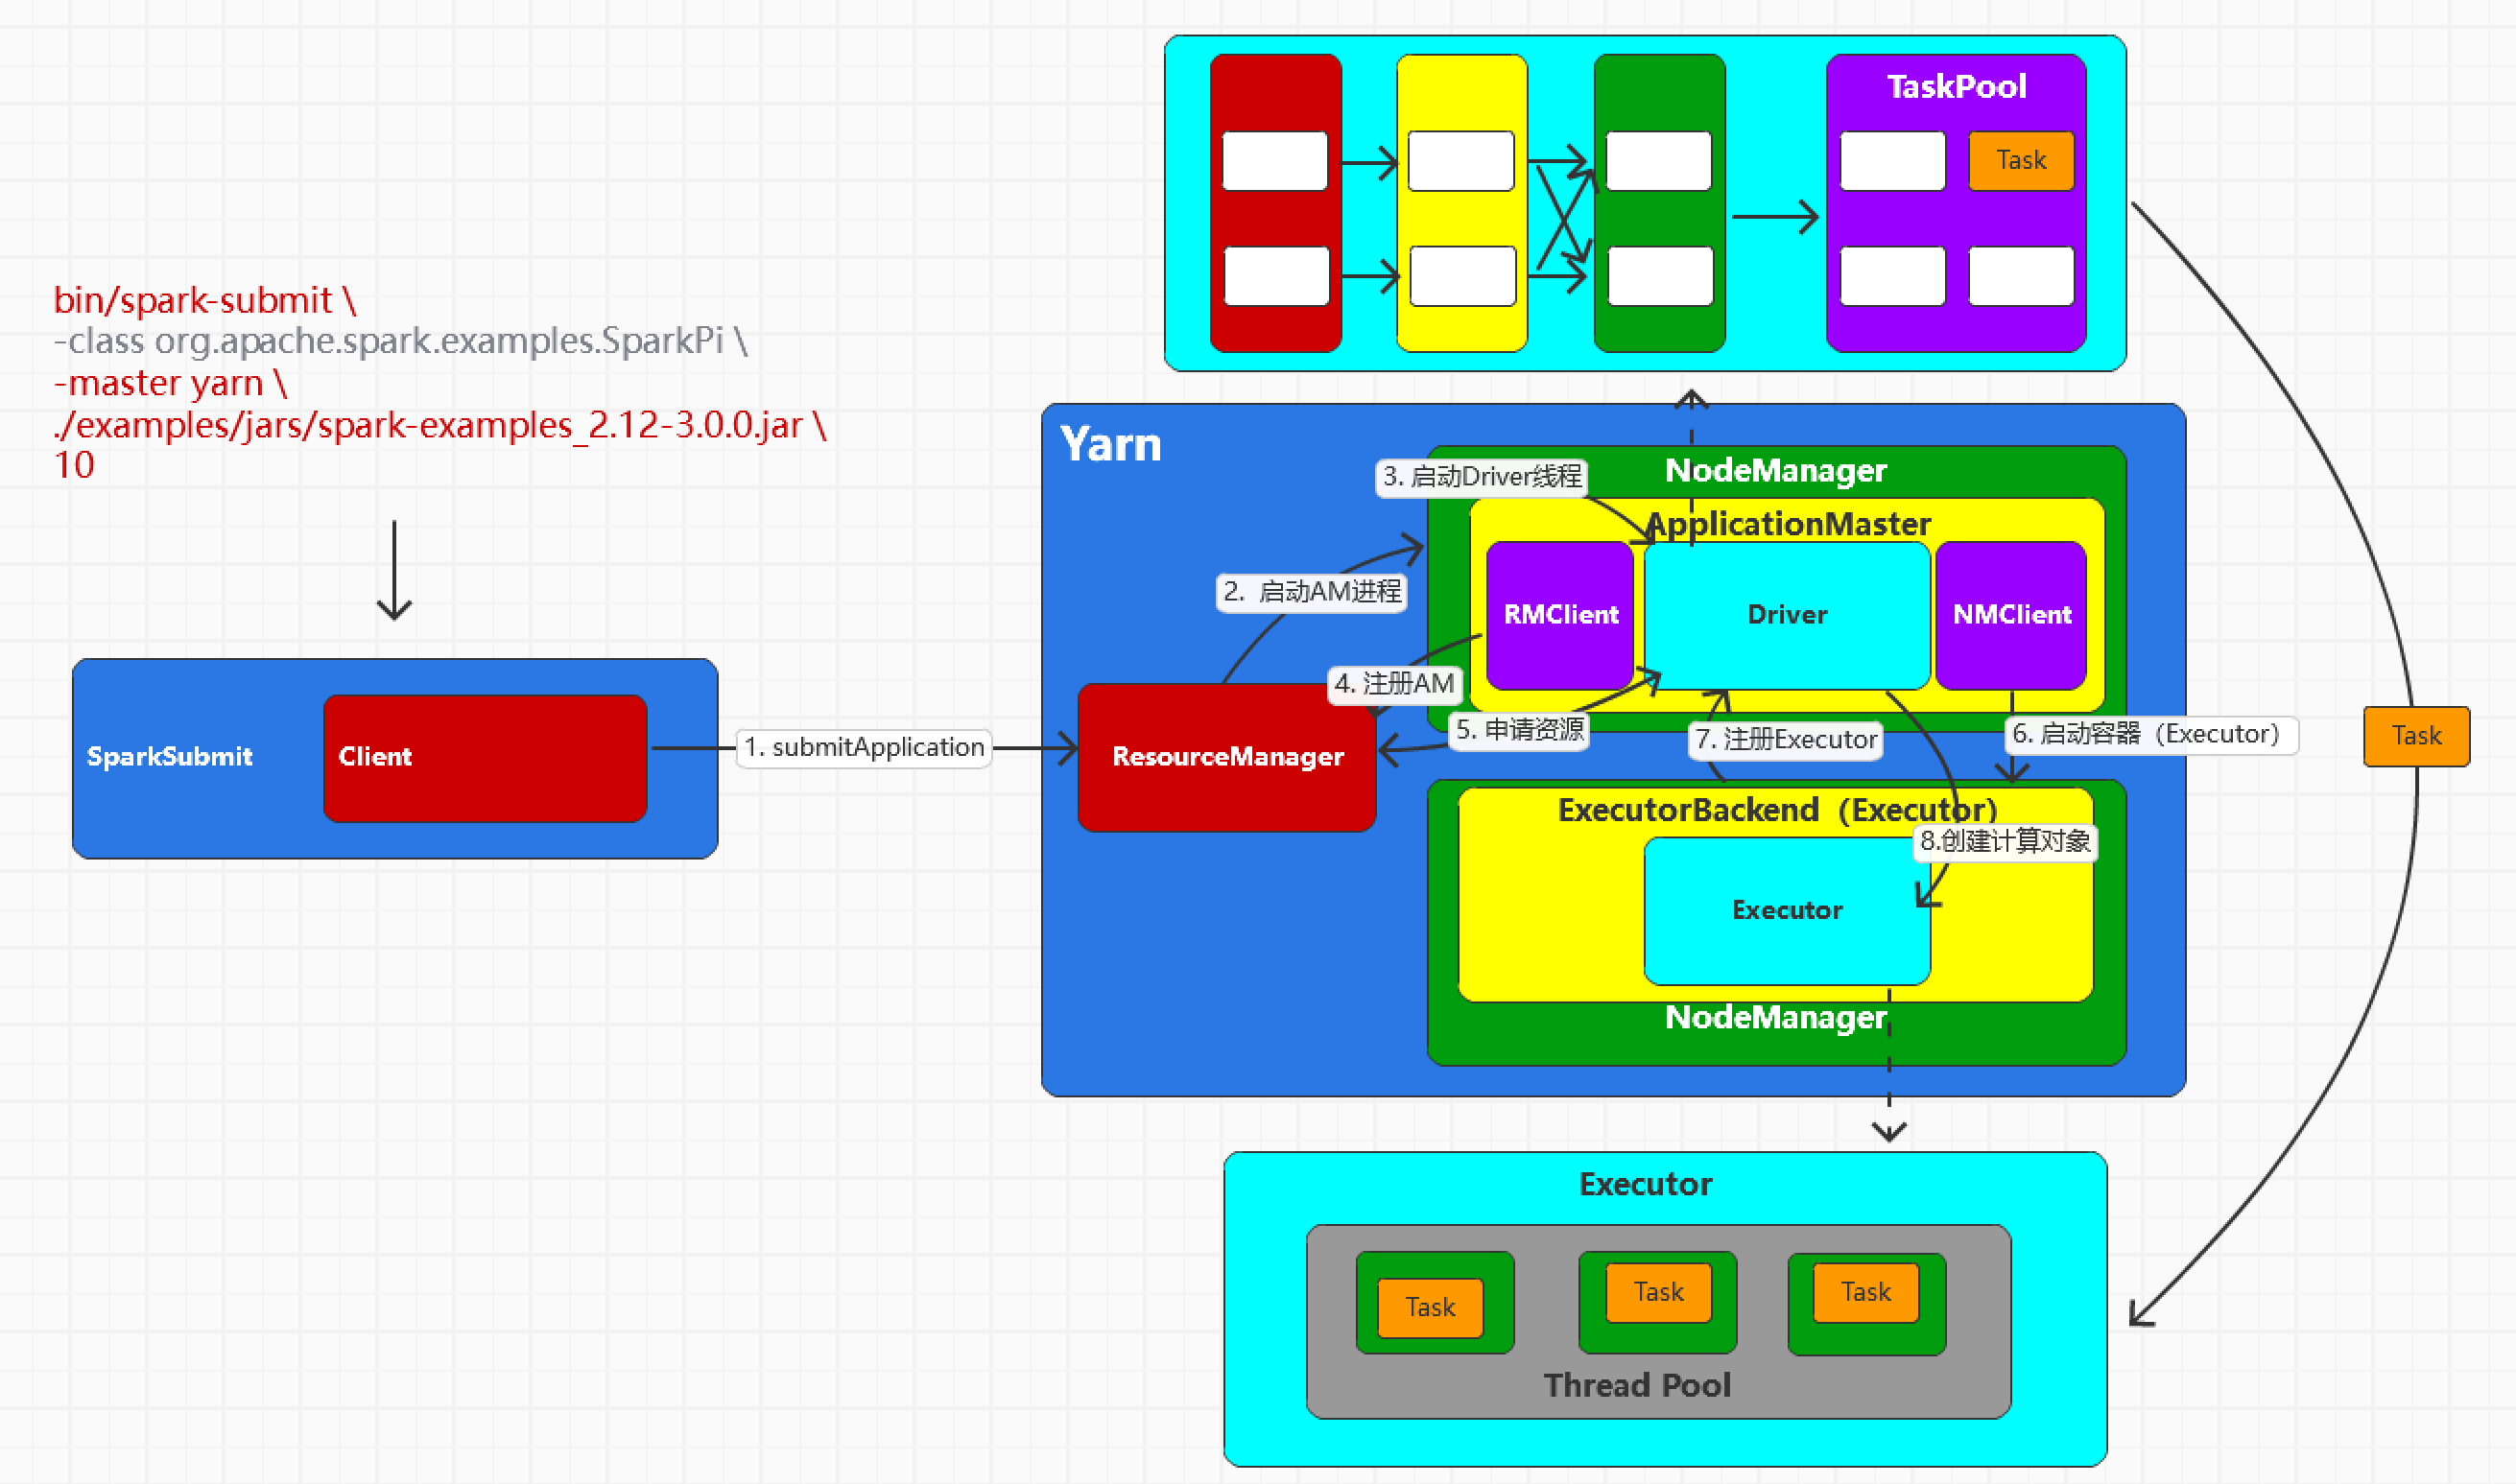 TaskPool
Task
bin/spark-submit \
-class org.apache.spark.examples.SparkPi \
-master yarn \
./examples/jars/spark-examples_2.12-3.0.0.jar \
10
Yarn
NodeManager
3. 启动Driver线程
ApplicationMaster
2. 启动AM进程
RMClient
Driver
NMClient
4. 注册AM
5. 申请资源
7. 注册Executor
6. 启动容器（Executor）
Task
SparkSubmit
Client
1. submitApplication
ResourceManager
ExecutorBackend（Executor）
8.创建计算对象
Executor
NodeManager
Executor
Task
Task
Task
Thread Pool